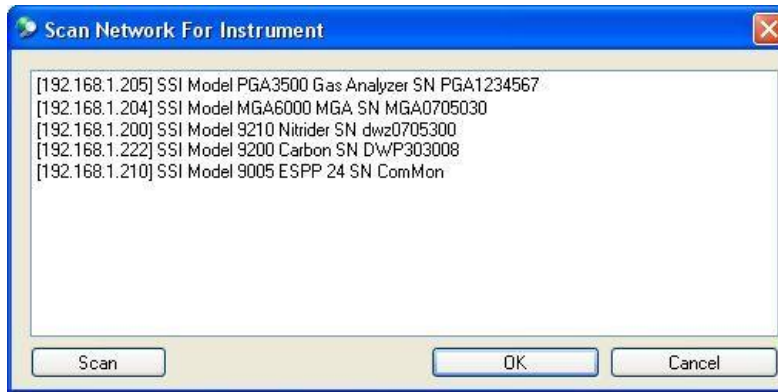 Scan Network For Instrument
[192.168.1.205] SSI Model PGA3500 Gas Analyzer SN PGA1234567
[192.168.1.204] SSI Model MGA6000 MGA SN MGA0705030
[192.168.1.200] SSI Model 9210 Nitrider SN dwz0705300
[192.168.1.222] SSI Model 9200 Carbon SN DWP303008
[192.168.1.210] SSI Model 9005 ESPP 24 SN ComMon
Scan OK Cancel